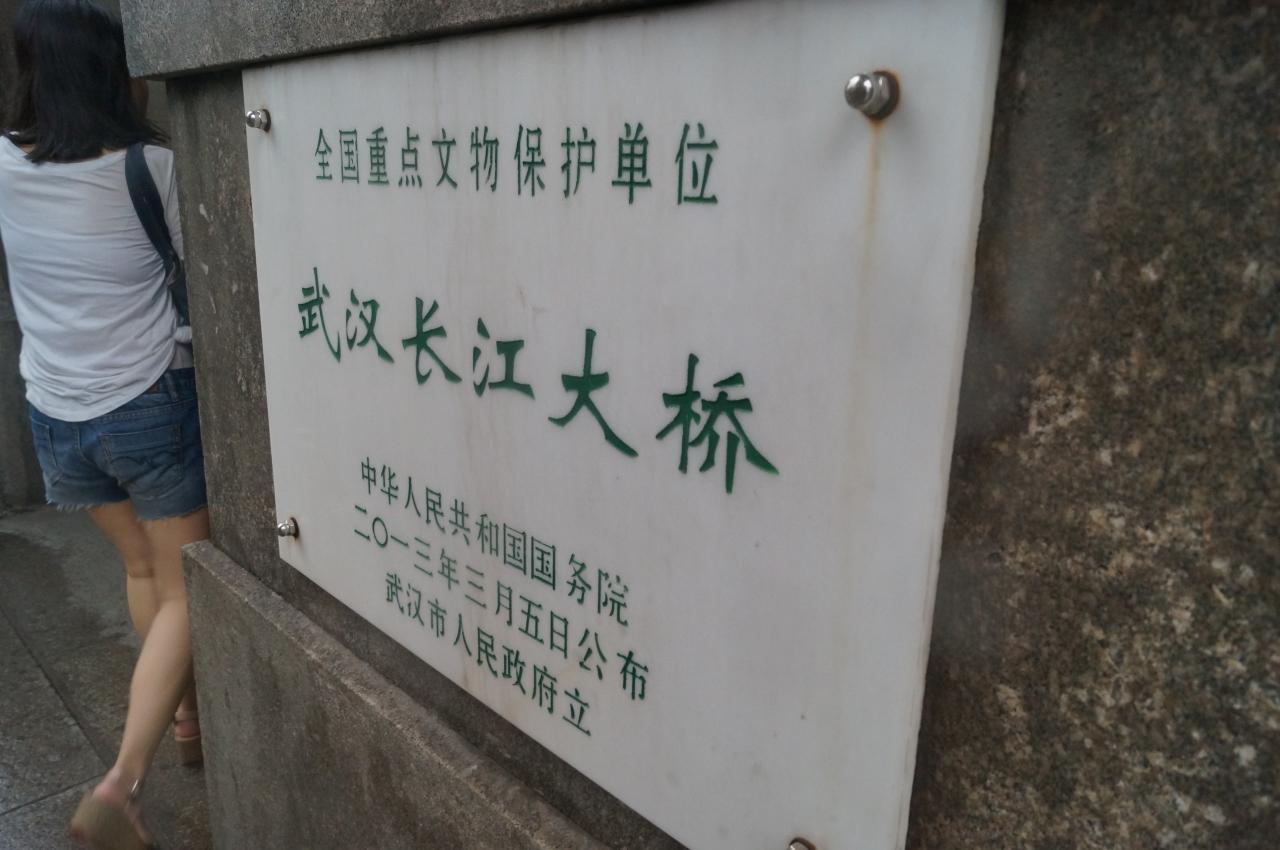 全国重点文物保护单位
武汉长江大桥
中华人民共和国国务院
二〇一三年三月五日公布
武汉市人民政府立